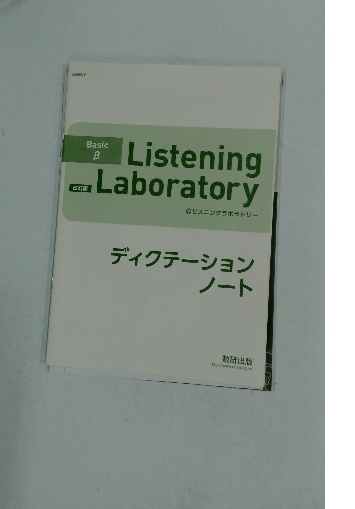 Basic
β
Listening
改訂版
Laboratory
ディクテーション
ノート
数研出版